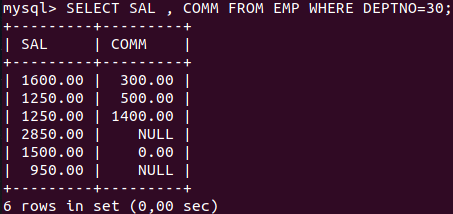 mysql> SELECT SAL , COMM FROM EMP WHERE DEPTNO=30;
+---------+---------+
| SAL     | COMM    |
+---------+---------+
| 1600.00 |  300.00 |
| 1250.00 |  500.00 |
| 1250.00 | 1400.00 |
| 2850.00 |    NULL |
| 1500.00 |    0.00 |
|  950.00 |    NULL |
+---------+---------+
6 rows in set (0,00 sec)